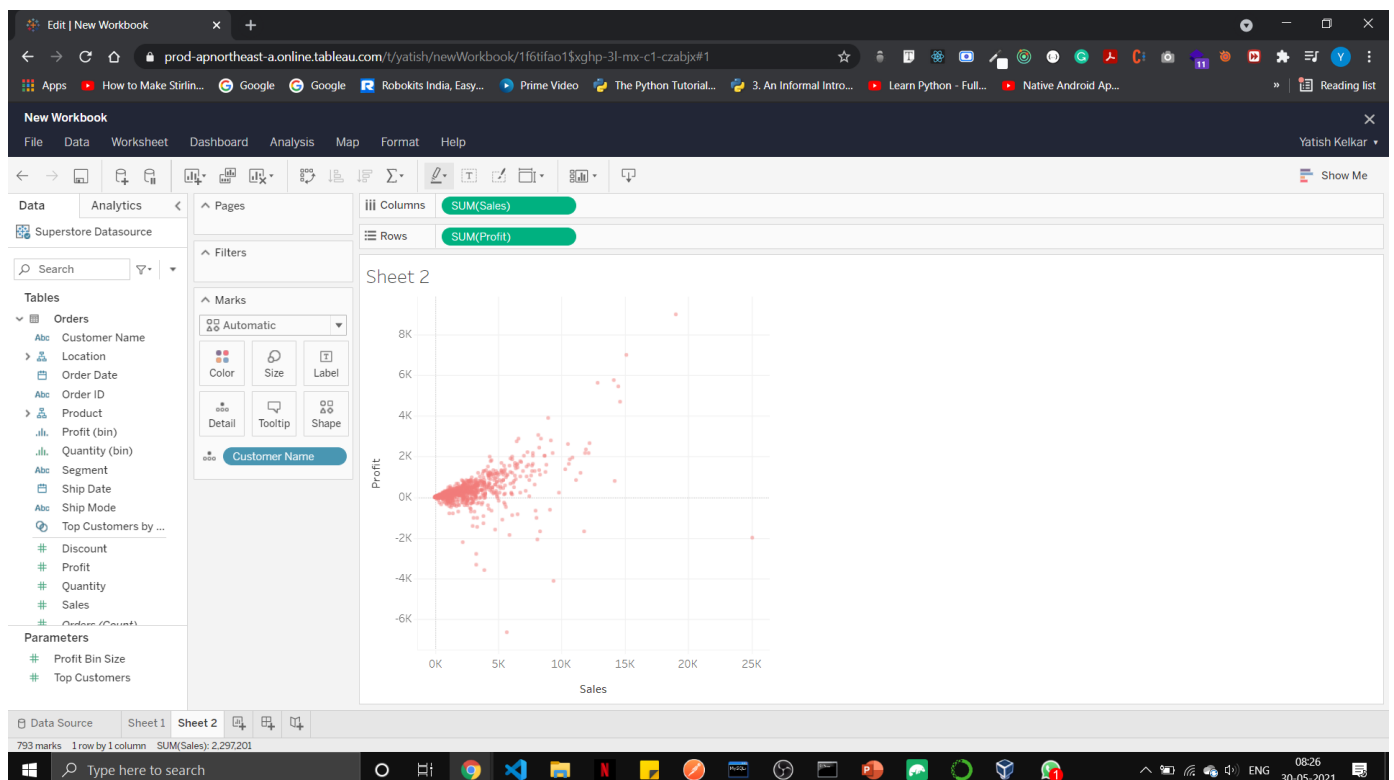 Edit | New Workbook
prod-apnortheast-a.online.tableau.com/t/yatish/newWorkbook/1f6tifao1$xghp-3l-mx-c1-czabjx#1
11
Y
Apps How to Make Stirlin... Google Google Robokits India, Easy... Prime Video The Python Tutorial... 3. An Informal Intro... Learn Python - Full... Native Android Ap... » Reading list
New Workbook
File Data Worksheet Dashboard Analysis Map Format Help Yatish Kelkar
Show Me
Data Analytics
Superstore Datasource
Search
Tables
Orders
Abc Customer Name
Location
Order Date
Abc Order ID
Product
Profit (bin)
Quantity (bin)
Abc Segment
Ship Date
Abc Ship Mode
Top Customers by ...
# Discount
# Profit
# Quantity
# Sales
# Orders (Count)
Parameters
# Profit Bin Size
# Top Customers
Pages
Filters
Marks
Automatic
Color Size Label
Detail Tooltip Shape
Customer Name
Columns SUM(Sales)
Rows SUM(Profit)
Sheet 2
8K
6K
4K
2K
0K
-2K
-4K
-6K
Profit
0K 5K 10K 15K 20K 25K
Sales
Data Source Sheet 1 Sheet 2
793 marks 1 row by 1 column SUM(Sales): 2,297,201
Type here to search
ENG
08:26
30-05-2021